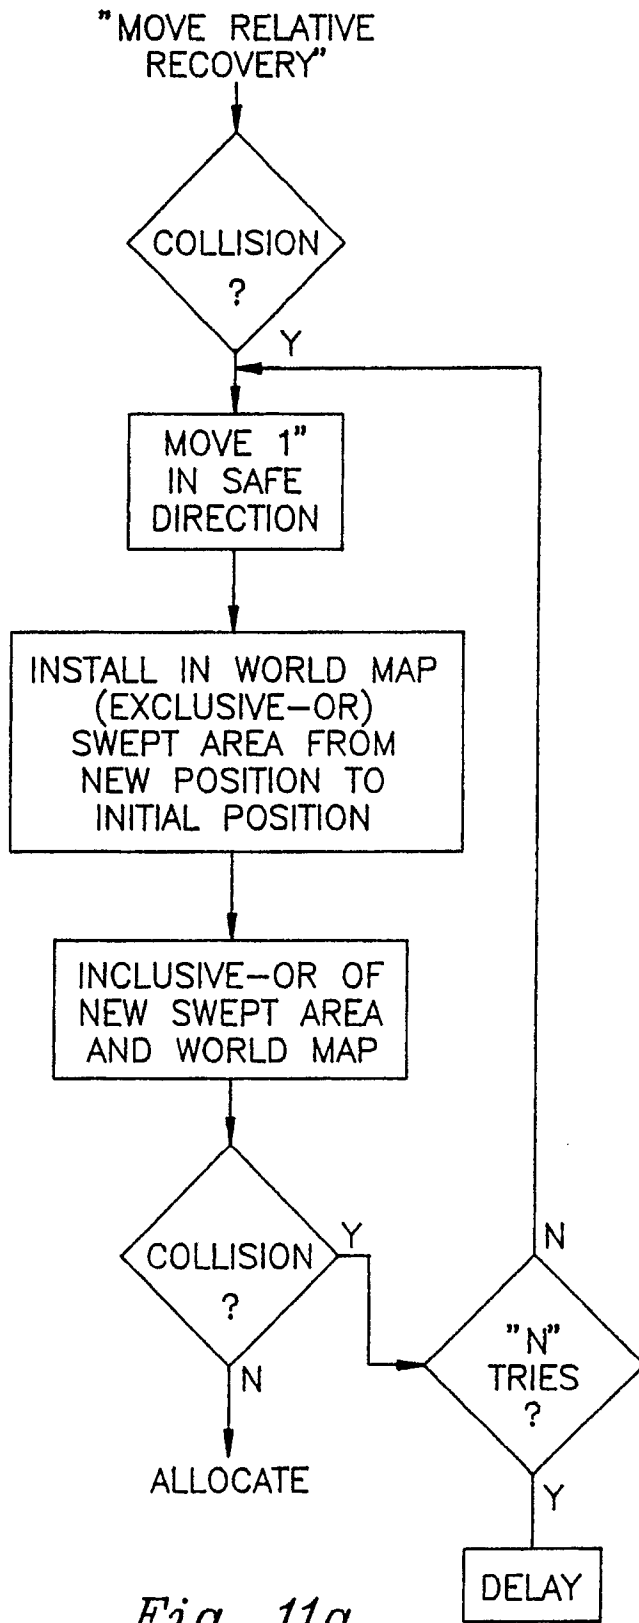 "MOVE RELATIVE
RECOVERY"
COLLISION
?
Y
MOVE 1"
IN SAFE
DIRECTION
INSTALL IN WORLD MAP
(EXCLUSIVE-OR)
SWEPT AREA FROM
NEW POSITION TO
INITIAL POSITION
INCLUSIVE-OR OF
NEW SWEPT AREA
AND WORLD MAP
COLLISION
?
Y
N
ALLOCATE
N
"N"
TRIES
?
Y
DELAY
Fig. 11a